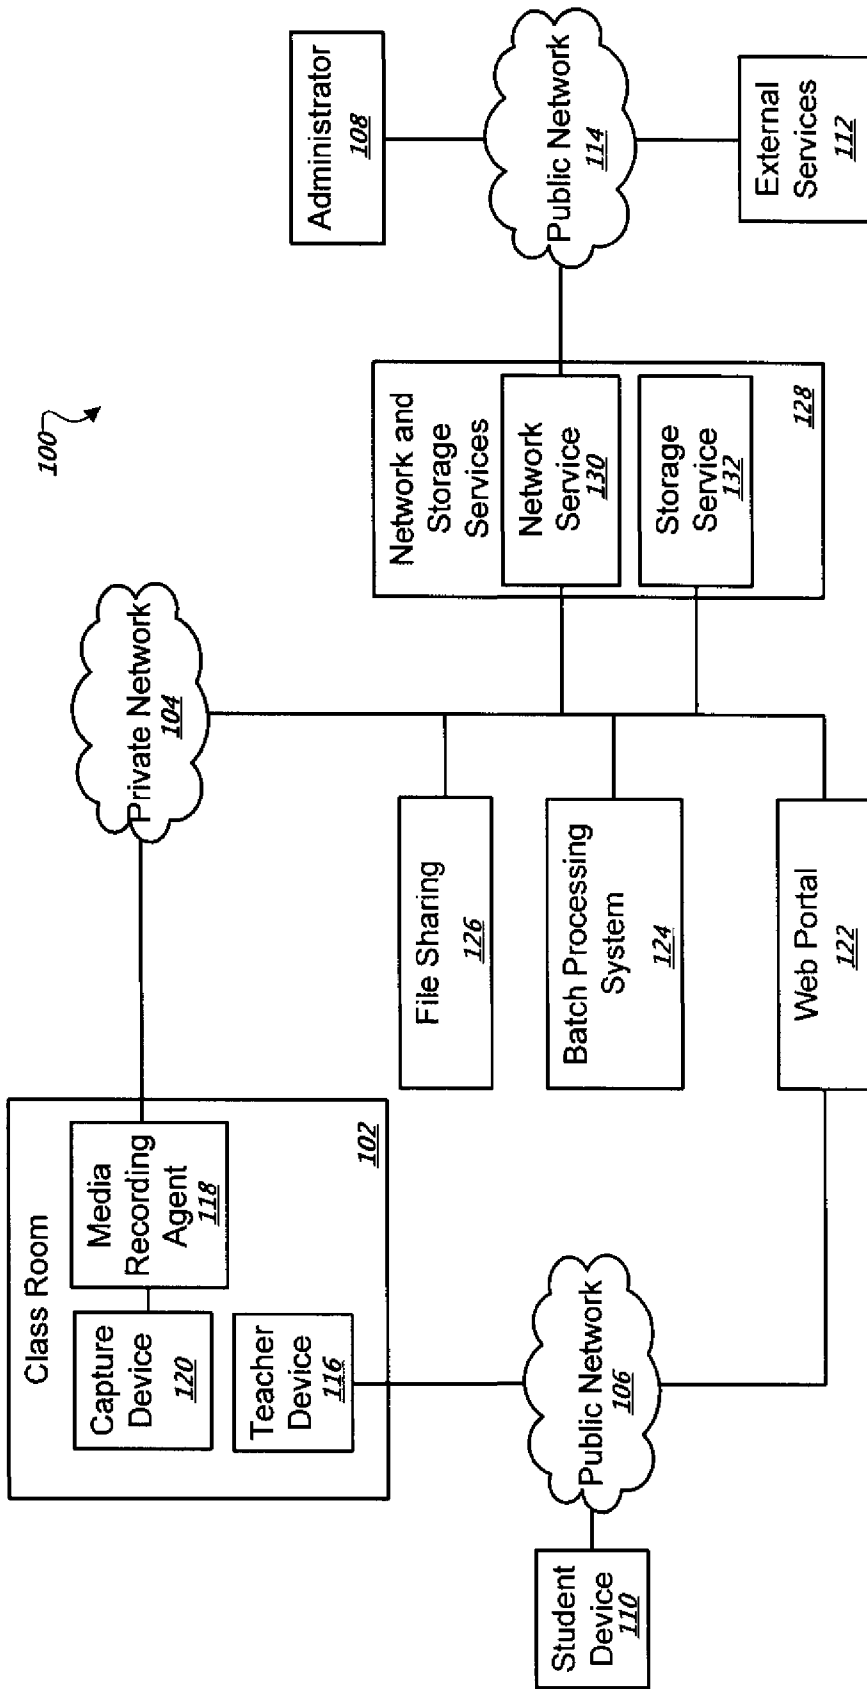 100
Class Room
Capture
Device
120
Media
Recording
Agent
118
Teacher
Device
116
102
Private Network
104
Student
Device
110
Public Network
106
File Sharing
126
Batch Processing
System
124
Web Portal
122
Network and
Storage
Services
Network
Service
130
Storage
Service
132
128
Administrator
108
Public Network
114
External
Services
112